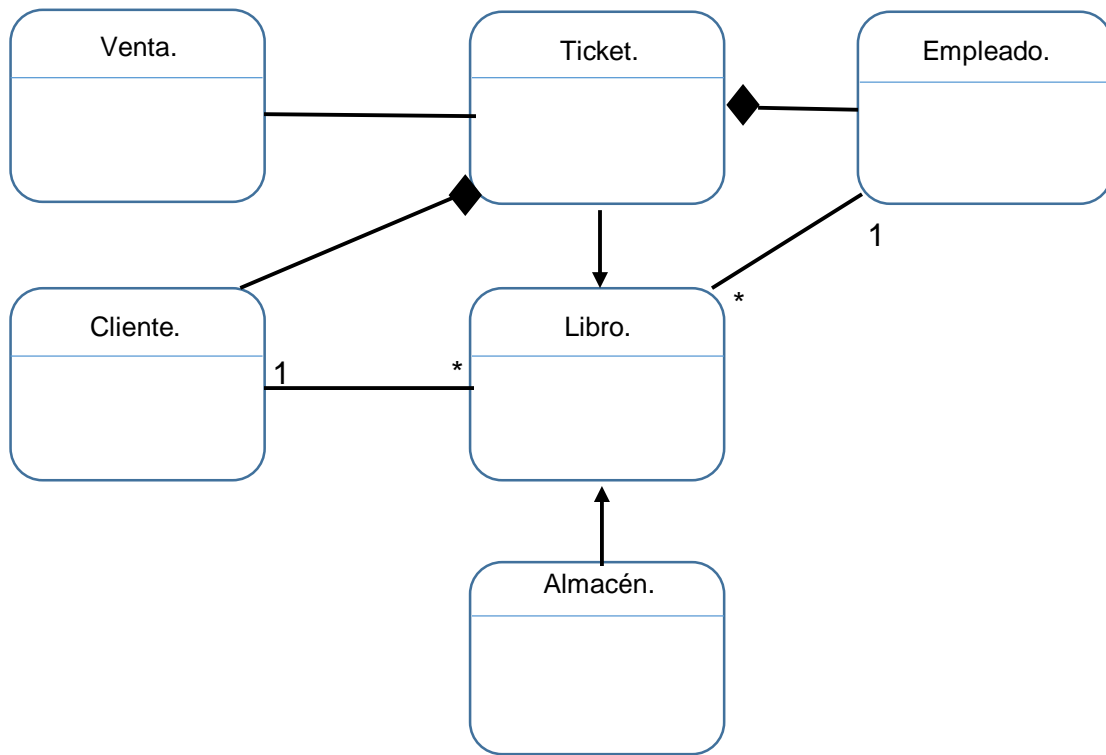 Venta.
Ticket.
Empleado.
1
*
Cliente.
Libro.
1
*
Almacén.